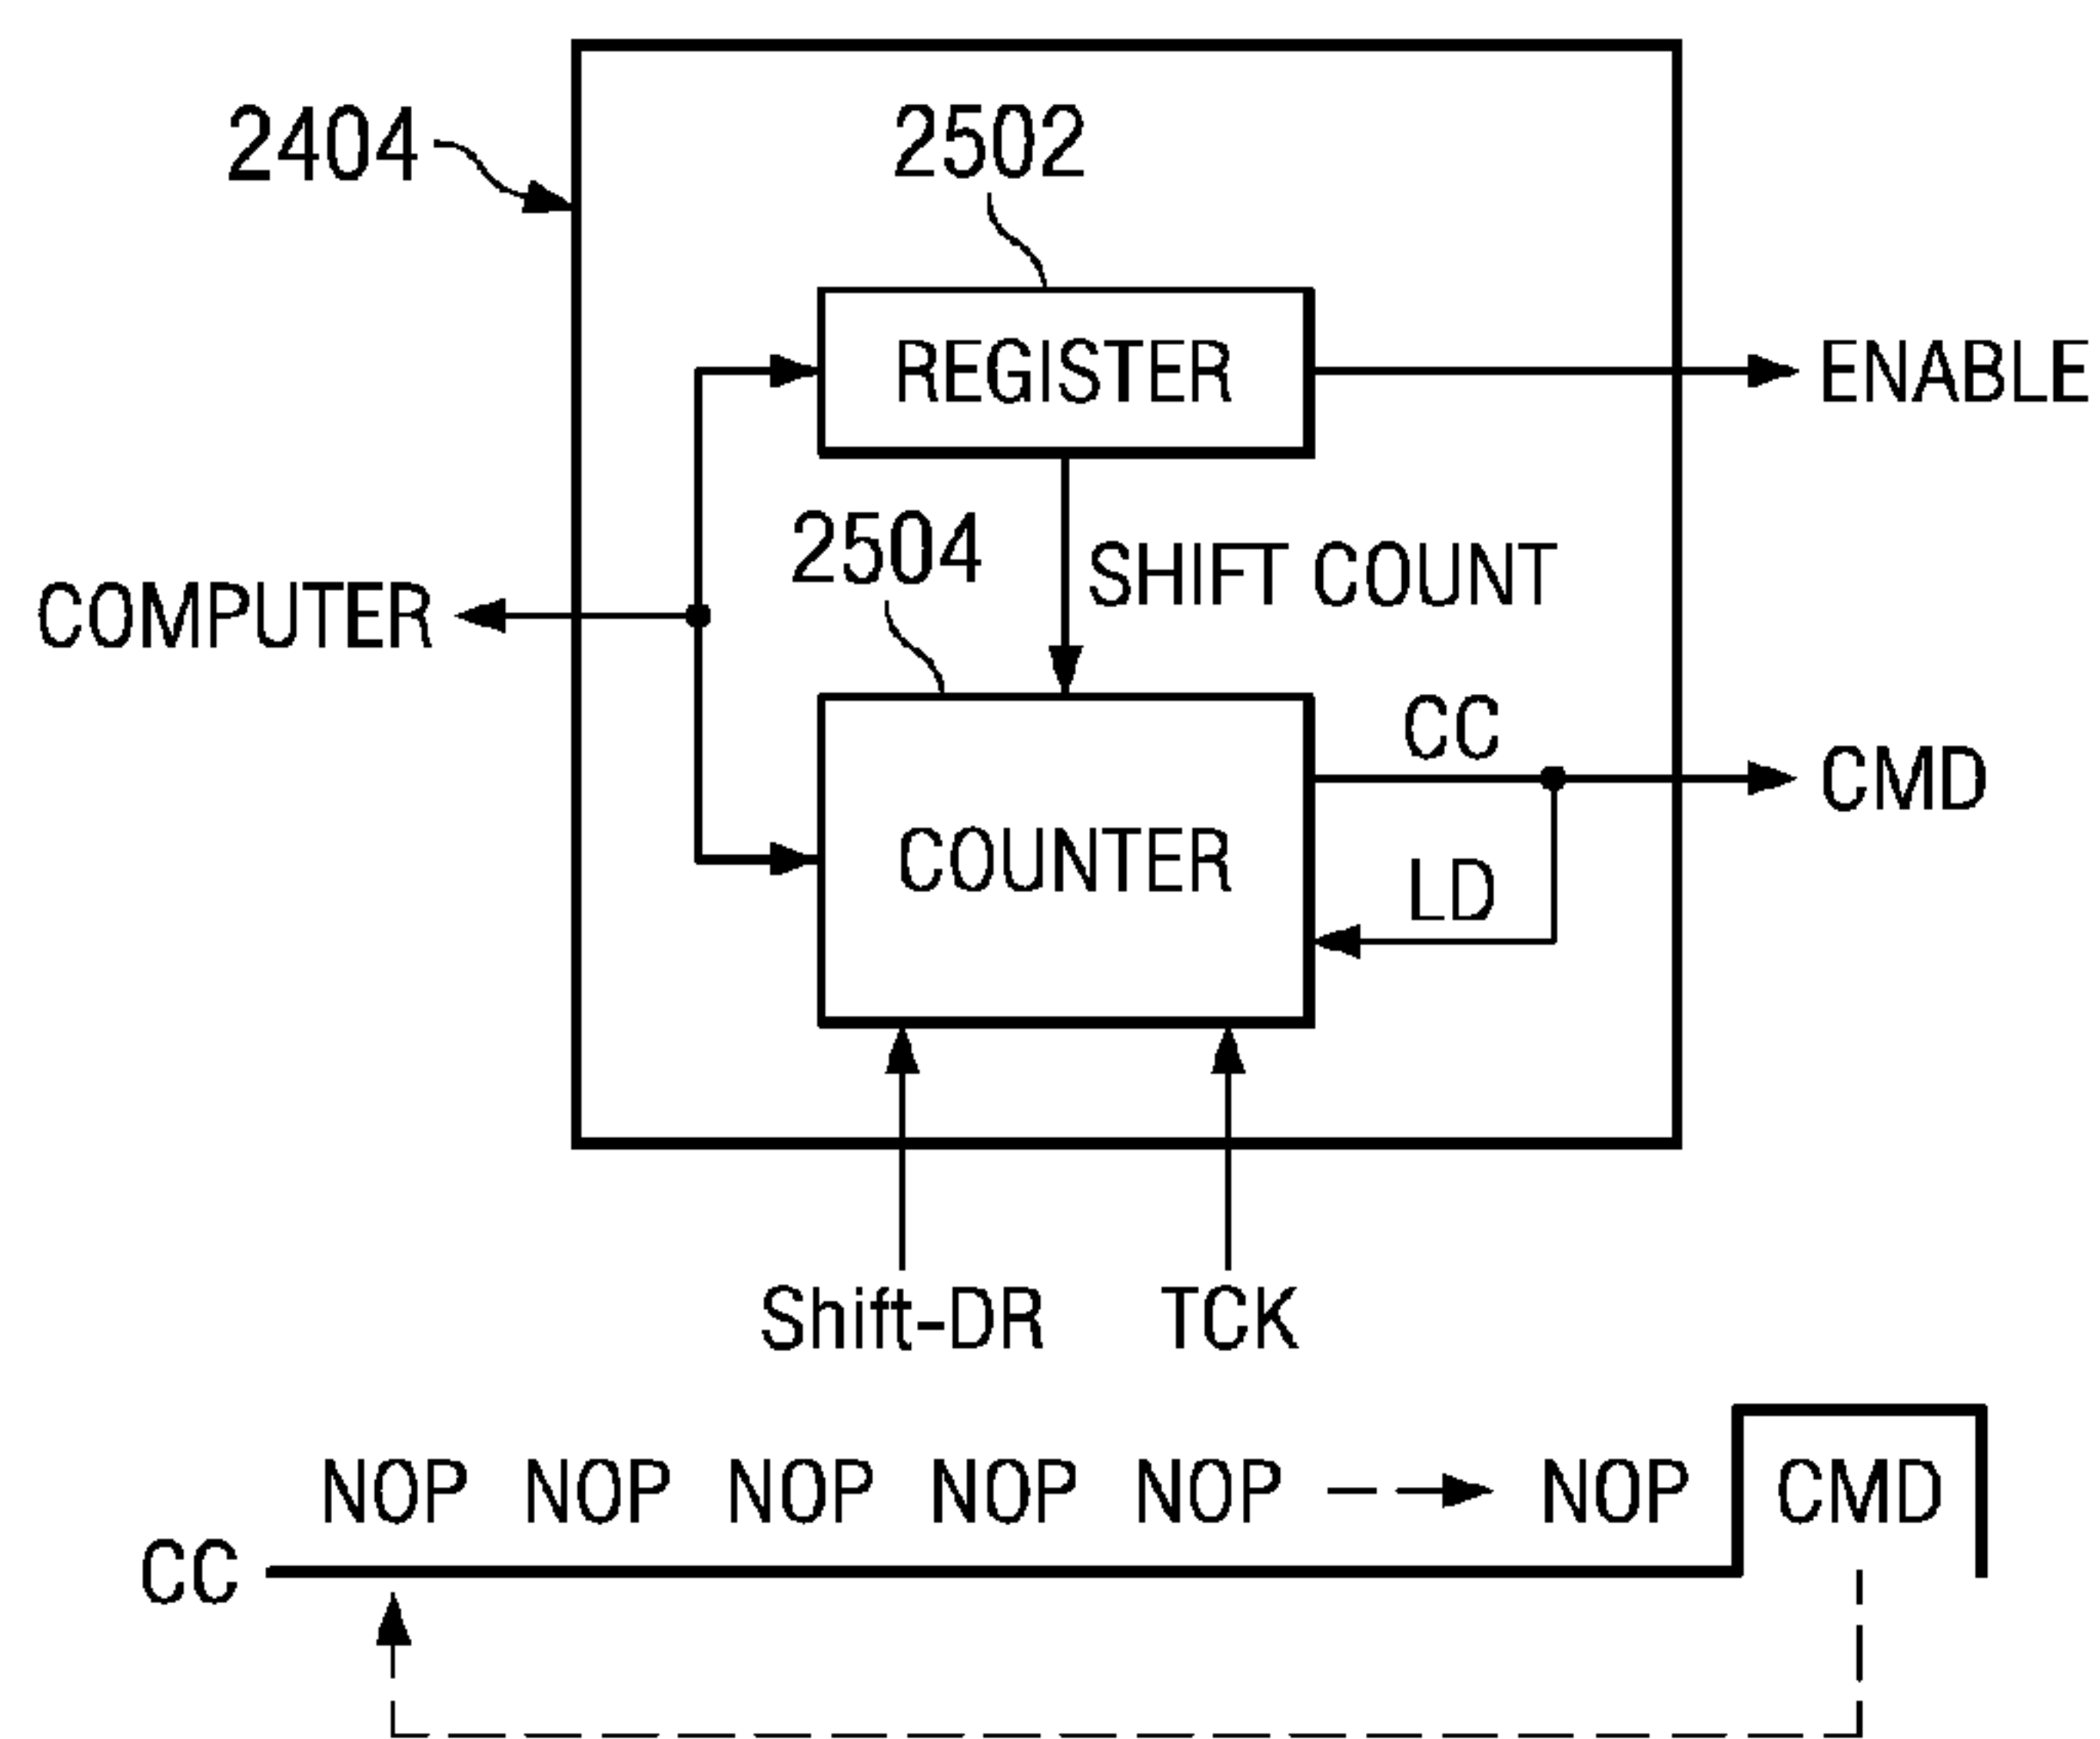 2404
2502
REGISTER
ENABLE
2504
SHIFT COUNT
COMPUTER
CC
CMD
COUNTER
LD
Shift-DR TCK
NOP NOP NOP NOP NOP NOP CMD
CC